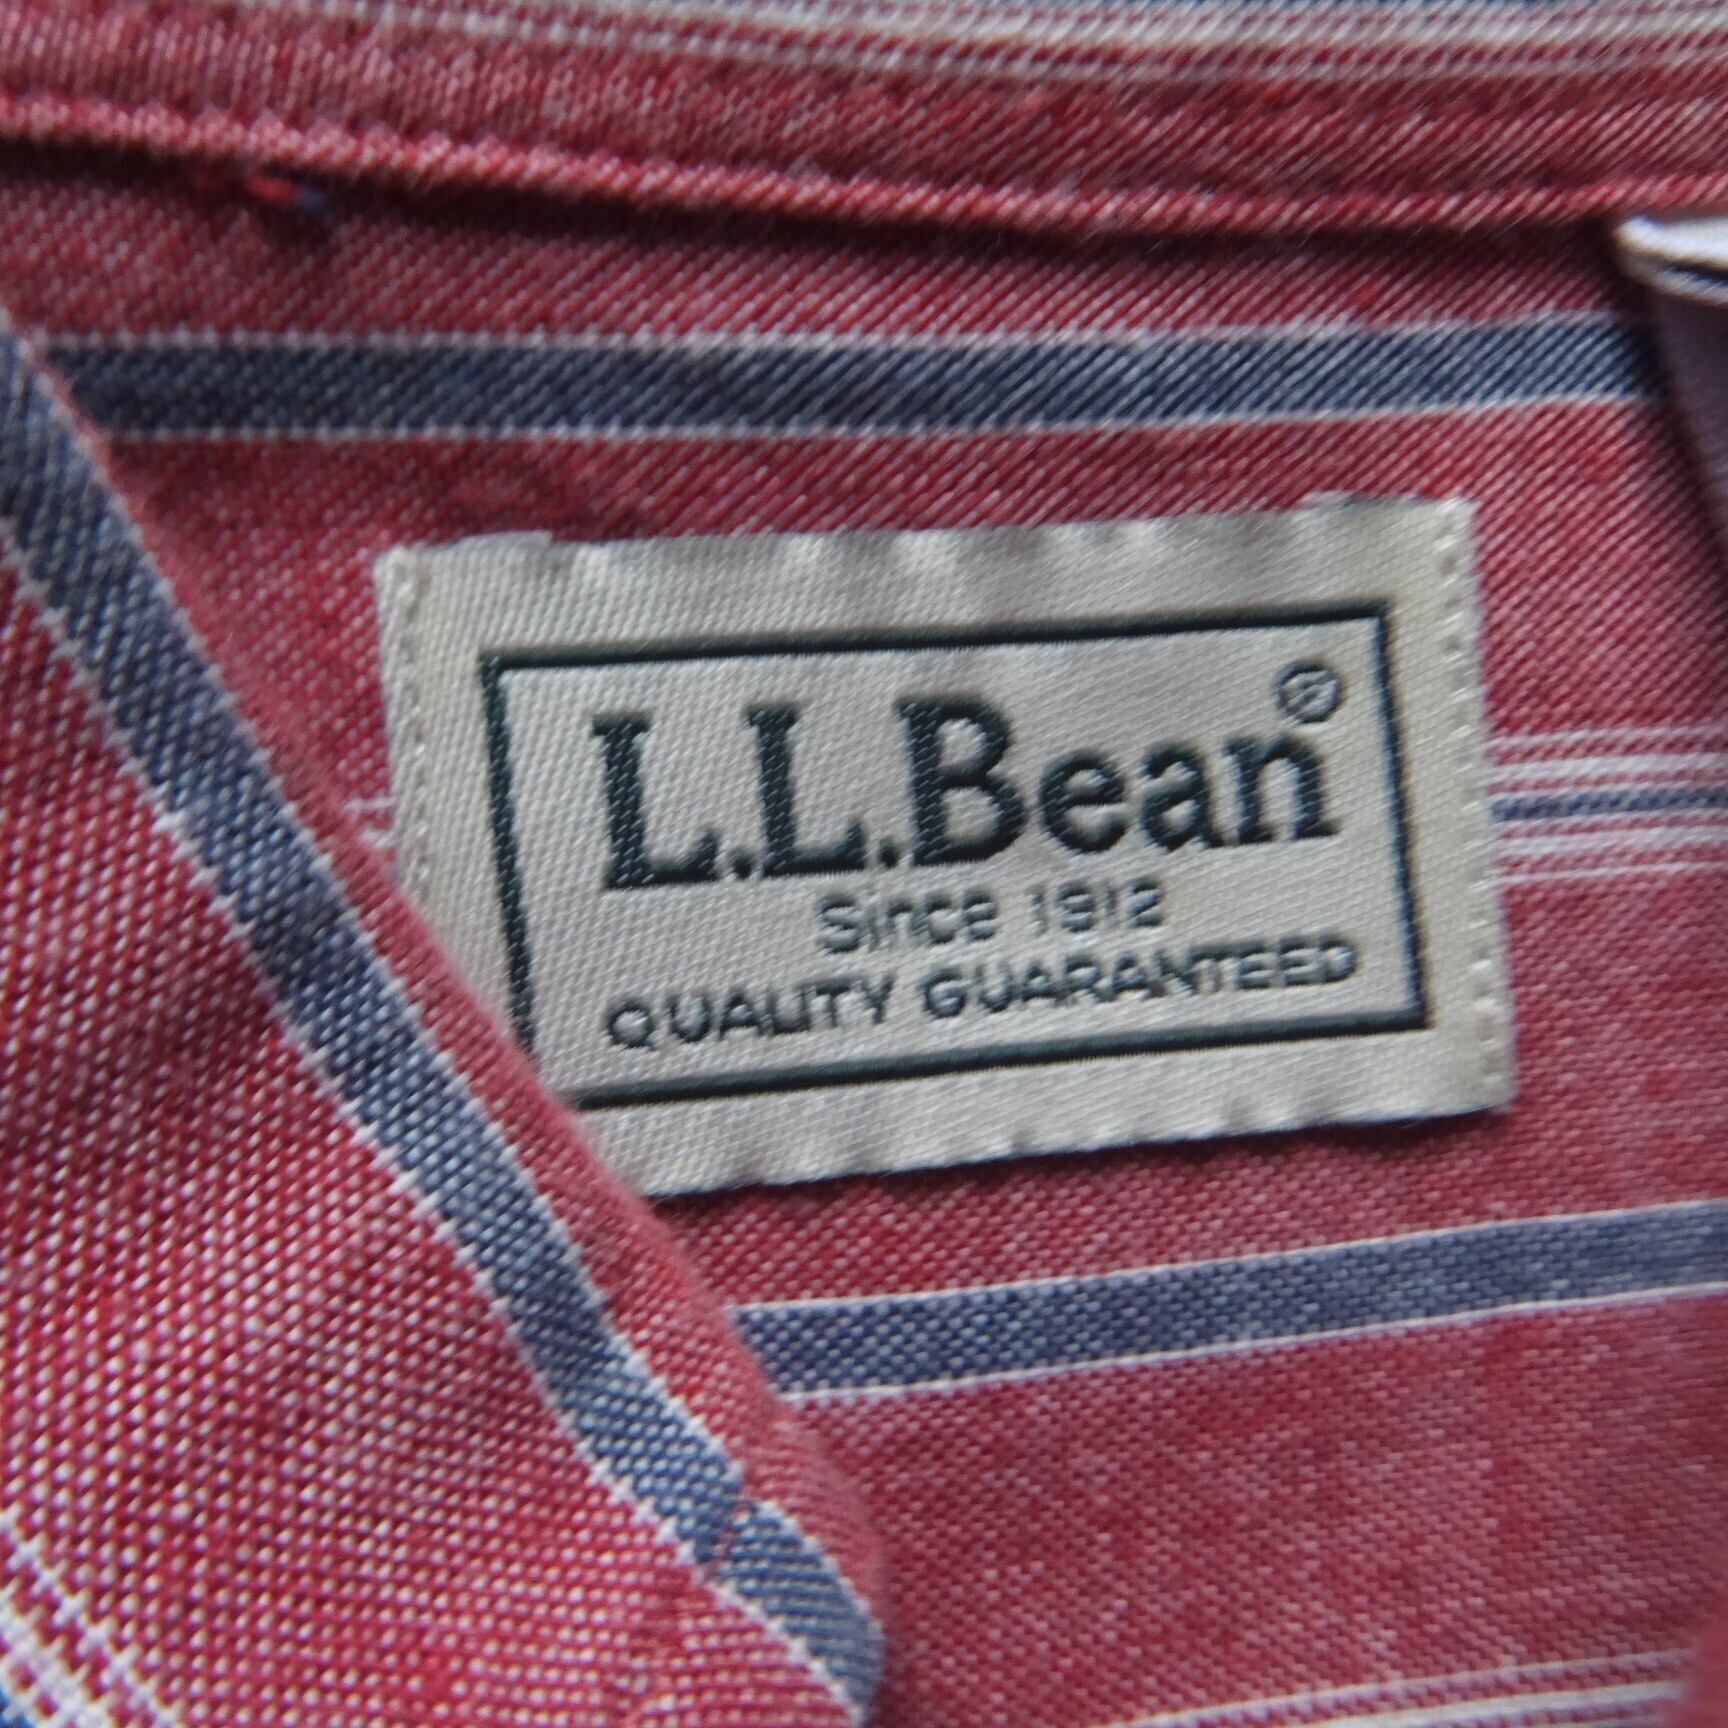 L.L.Bean®
Since 1912
QUALITY GUARANTEED